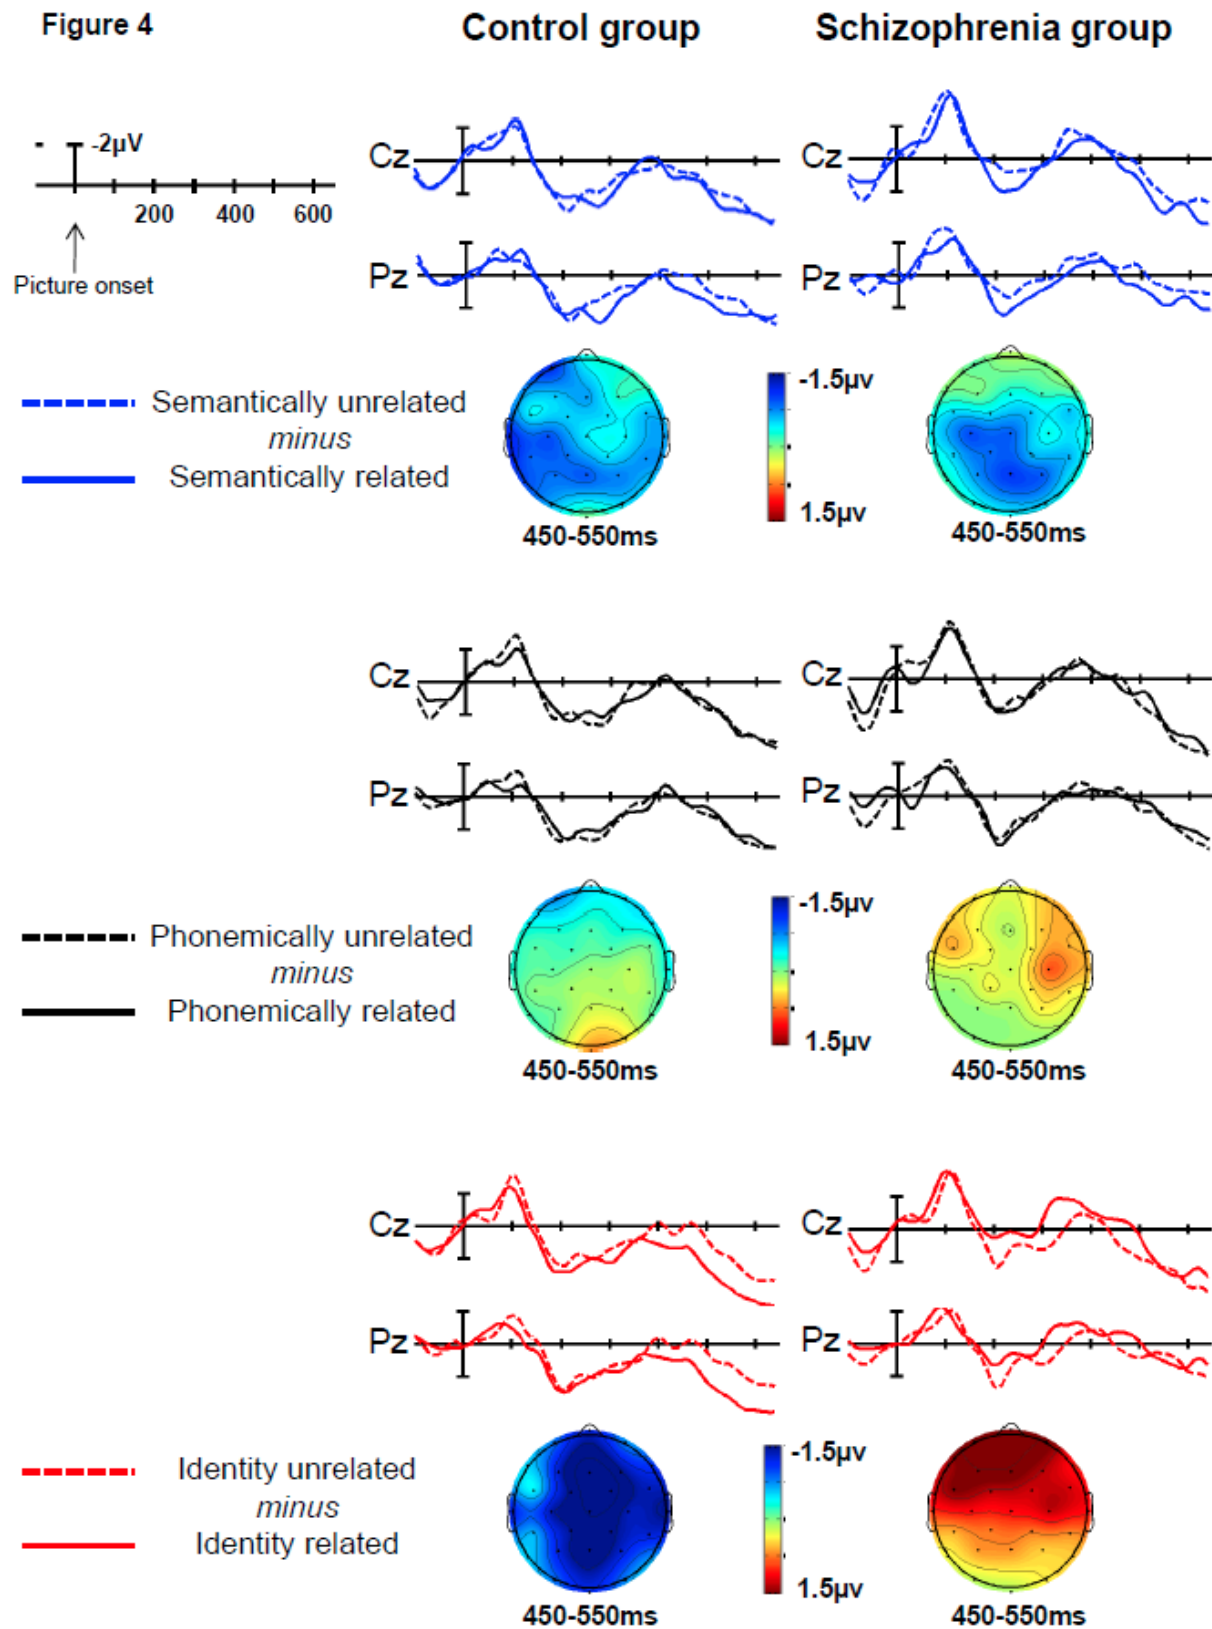 Figure 4
Control group
Schizophrenia group
-2µV
200 400 600
Picture onset
Cz
Cz
Pz
Pz
Semantically unrelated
minus
Semantically related
-1.5µv
1.5µv
450-550ms
450-550ms
Cz
Cz
Pz
Pz
Phonemically unrelated
minus
Phonemically related
-1.5µv
1.5µv
450-550ms
450-550ms
Cz
Cz
Pz
Pz
Identity unrelated
minus
Identity related
-1.5µv
1.5µv
450-550ms
450-550ms